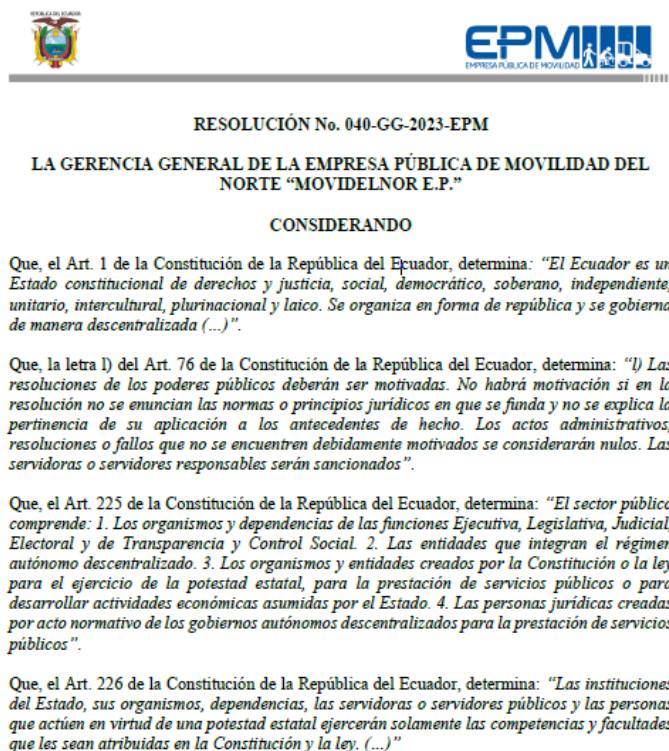 REPÚBLICA DEL ECUADOR
EPM
EMPRESA PÚBLICA DE MOVILIDAD
RESOLUCIÓN No. 040-GG-2023-EPM
LA GERENCIA GENERAL DE LA EMPRESA PÚBLICA DE MOVILIDAD DEL
NORTE “MOVIDELNOR E.P.”
CONSIDERANDO
Que, el Art. 1 de la Constitución de la República del Ecuador, determina: “El Ecuador es un
Estado constitucional de derechos y justicia, social, democrático, soberano, independiente,
unitario, intercultural, plurinacional y laico. Se organiza en forma de república y se gobierna
de manera descentralizada (...)”.
Que, la letra l) del Art. 76 de la Constitución de la República del Ecuador, determina: “l) Las
resoluciones de los poderes públicos deberán ser motivadas. No habrá motivación si en la
resolución no se enuncian las normas o principios jurídicos en que se funda y no se explica la
pertinencia de su aplicación a los antecedentes de hecho. Los actos administrativos,
resoluciones o fallos que no se encuentren debidamente motivados se considerarán nulos. Las
servidoras o servidores responsables serán sancionados”.
Que, el Art. 225 de la Constitución de la República del Ecuador, determina: “El sector público
comprende: 1. Los organismos y dependencias de las funciones Ejecutiva, Legislativa, Judicial,
Electoral y de Transparencia y Control Social. 2. Las entidades que integran el régimen
autónomo descentralizado. 3. Los organismos y entidades creados por la Constitución o la ley
para el ejercicio de la potestad estatal, para la prestación de servicios públicos o para
desarrollar actividades económicas asumidas por el Estado. 4. Las personas jurídicas creadas
por acto normativo de los gobiernos autónomos descentralizados para la prestación de servicios
públicos”.
Que, el Art. 226 de la Constitución de la República del Ecuador, determina: “Las instituciones
del Estado, sus organismos, dependencias, las servidoras o servidores públicos y las personas
que actúen en virtud de una potestad estatal ejercerán solamente las competencias y facultades
que les sean atribuidas en la Constitución y la ley. (...)”